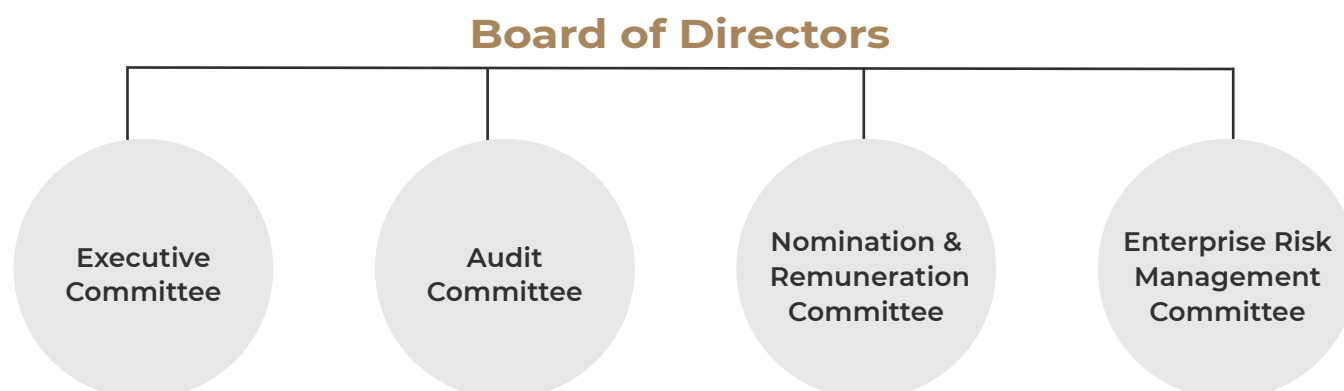 Board of Directors
Executive
Committee
Audit
Committee
Nomination &
Remuneration
Committee
Enterprise Risk
Management
Committee